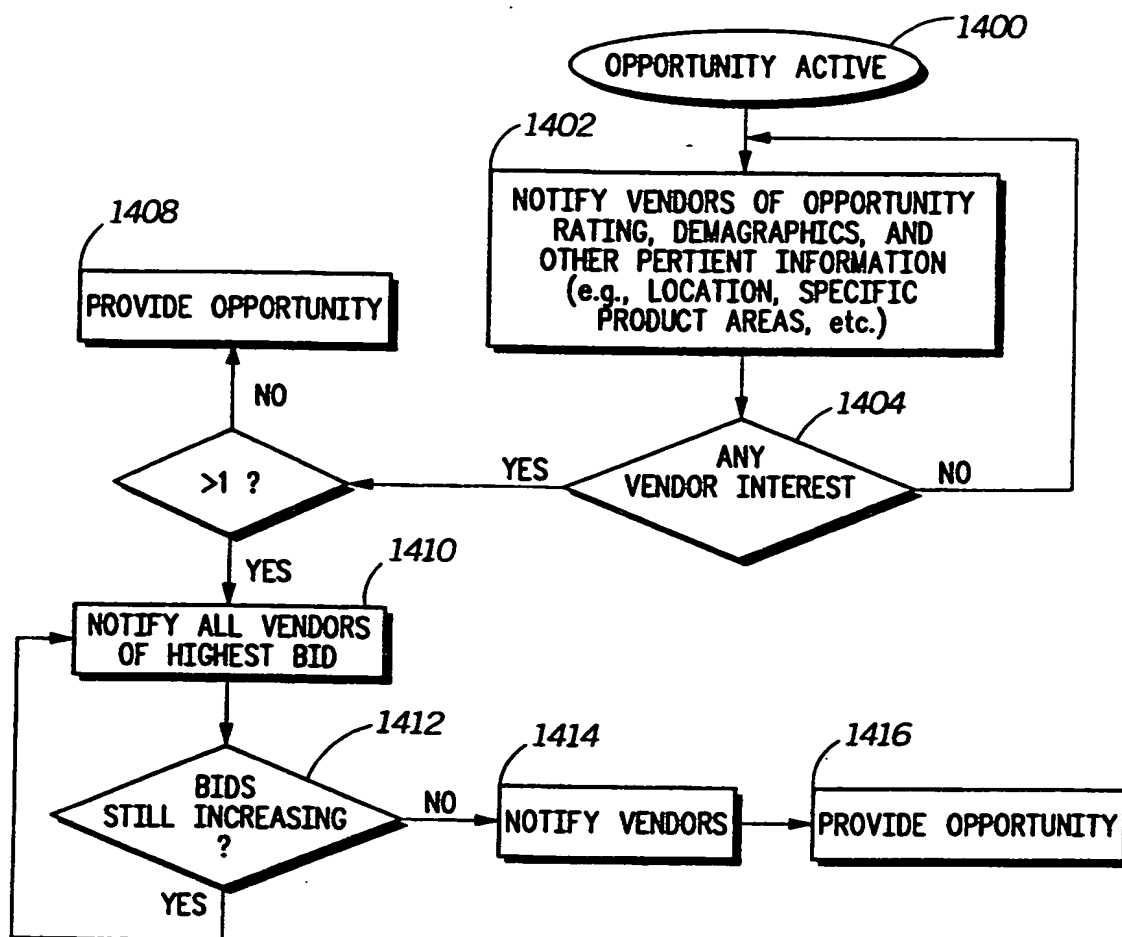 1400
OPPORTUNITY ACTIVE
1402
NOTIFY VENDORS OF OPPORTUNITY
RATING, DEMAGRAPHICS, AND
OTHER PERTIENT INFORMATION
(e.g., LOCATION, SPECIFIC
PRODUCT AREAS, etc.)
1404
ANY
VENDOR INTEREST
NO
YES
>1 ?
NO
1408
PROVIDE OPPORTUNITY
YES
1410
NOTIFY ALL VENDORS
OF HIGHEST BID
1412
BIDS
STILL INCREASING
?
YES
NO
1414
NOTIFY VENDORS
1416
PROVIDE OPPORTUNITY